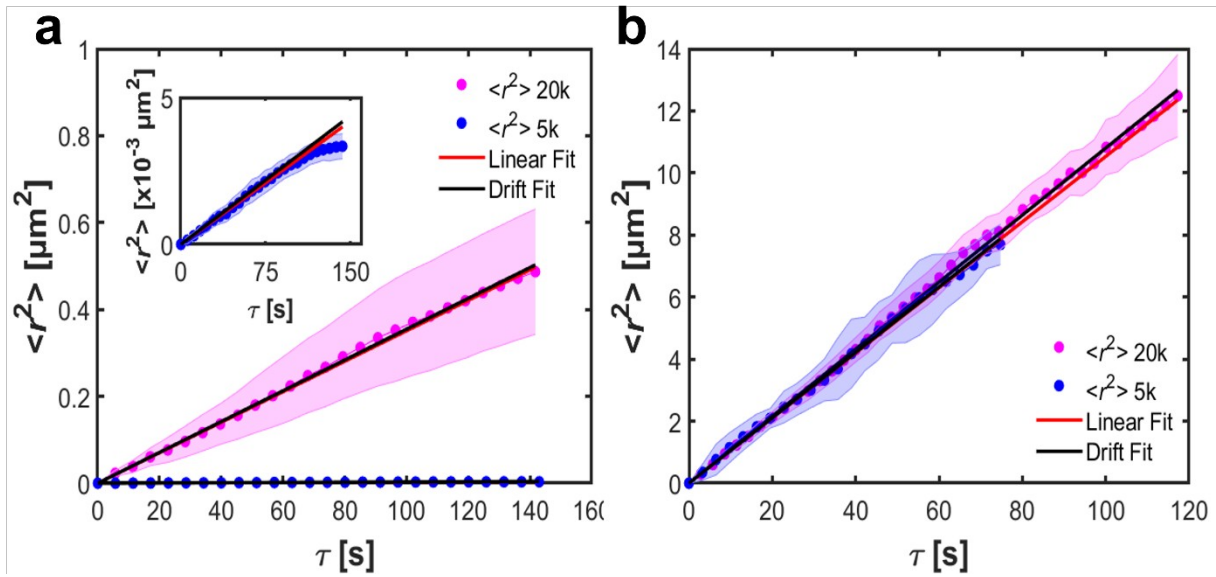 a
1
0.8
0.6
0.4
0.2
0
<r²> [µm²]
0 20 40 60 80 100 120 140 16
τ [s]
5
0
<r²> [x10⁻³ µm²]
0 75 150
τ [s]
<r²> 20k
<r²> 5k
Linear Fit
Drift Fit
b
14
12
10
8
6
4
2
0
<r²> [µm²]
0 20 40 60 80 100 120
τ [s]
<r²> 20k
<r²> 5k
Linear Fit
Drift Fit